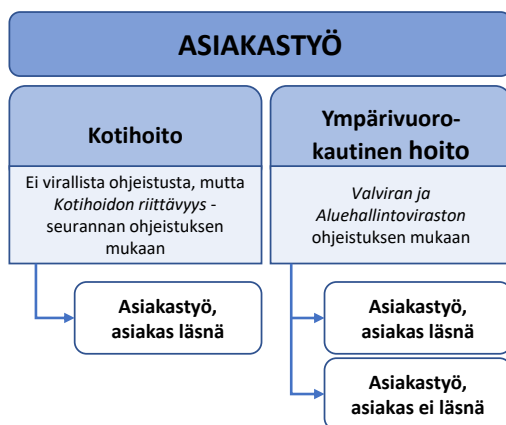 ASIAKASTYÖ
Kotihoito
Ei virallista ohjeistusta, mutta
Kotihoidon riittävyys -
seurannan ohjeistuksen
mukaan
Asiakastyö,
asiakas läsnä
Ympärivuoro-
kautinen hoito
Valviran ja
Aluehallintoviraston
ohjeistuksen mukaan
Asiakastyö,
asiakas läsnä
Asiakastyö,
asiakas ei läsnä